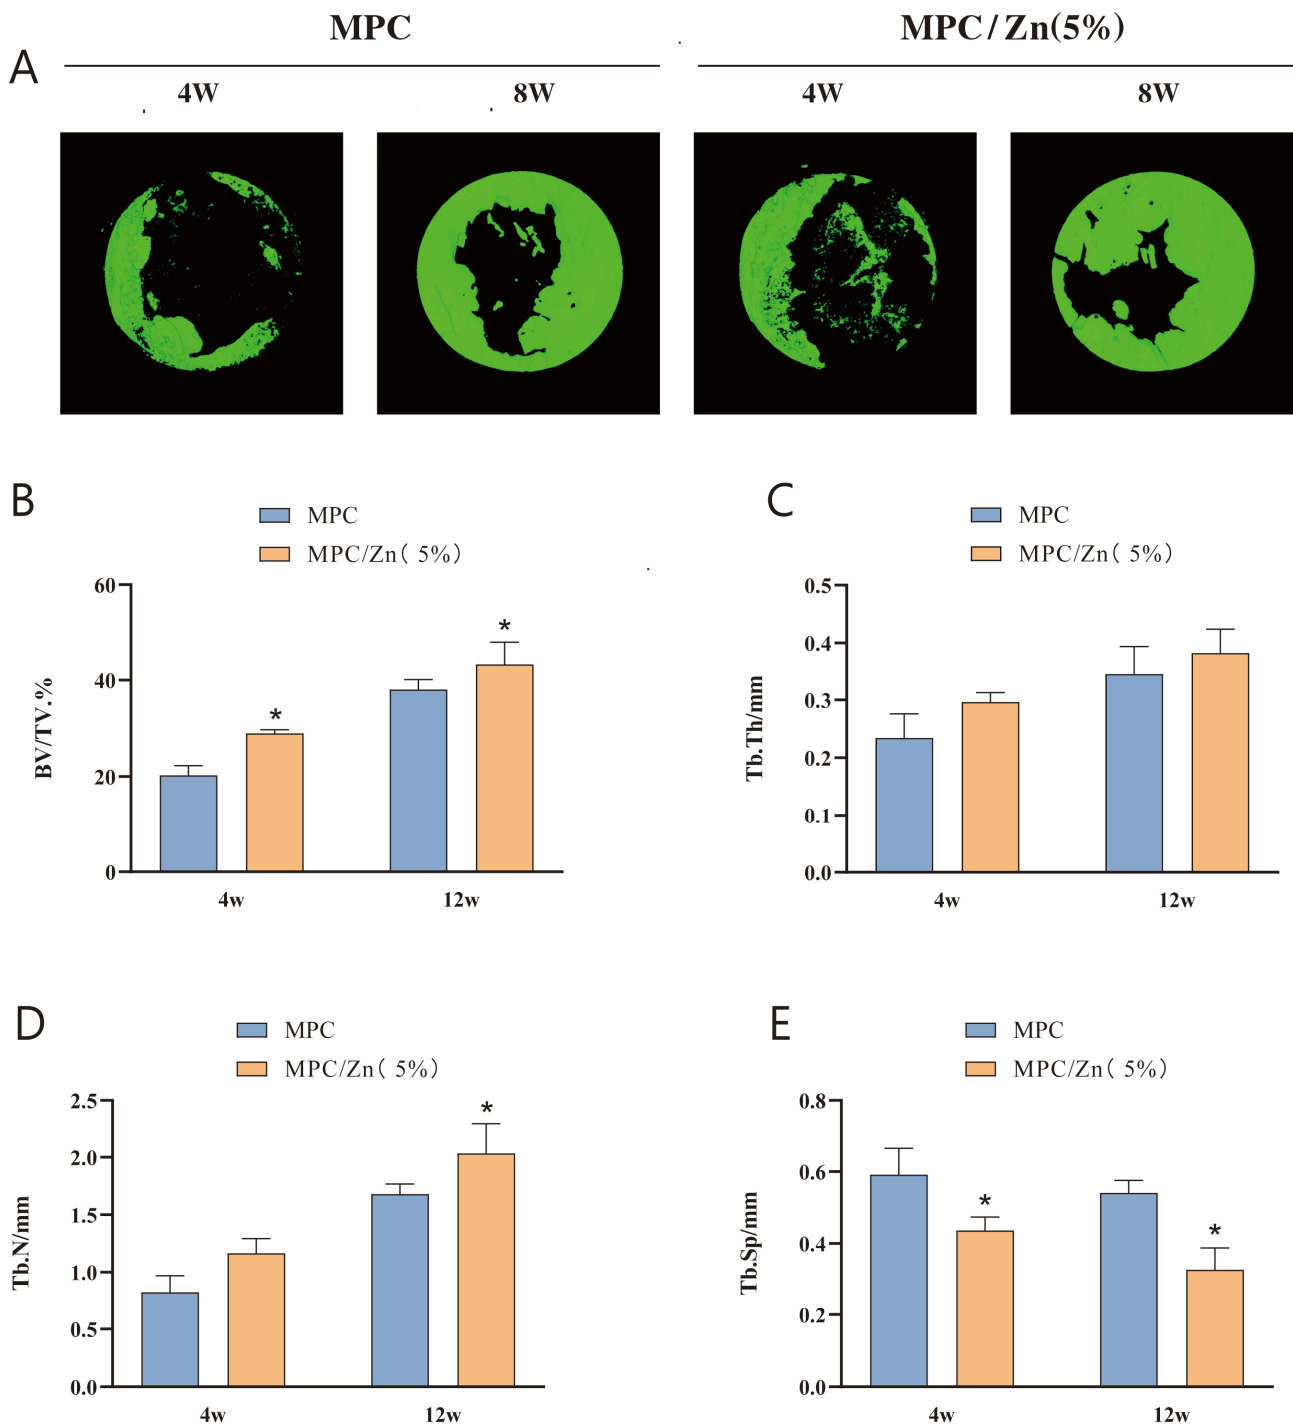 MPC MPC/Zn(5%)
A
4W 8W 4W 8W
B
MPC
MPC/Zn( 5%)
60
40
20
0
BV/TV.%
4w 12w
C
MPC
MPC/Zn( 5%)
0.5
0.4
0.3
0.2
0.1
0.0
Tb.Th/mm
4w 12w
D
MPC
MPC/Zn( 5%)
2.5
2.0
1.5
1.0
0.5
0.0
Tb.N/mm
4w 12w
E
MPC
MPC/Zn( 5%)
0.8
0.6
0.4
0.2
0.0
Tb.Sp/mm
4w 12w